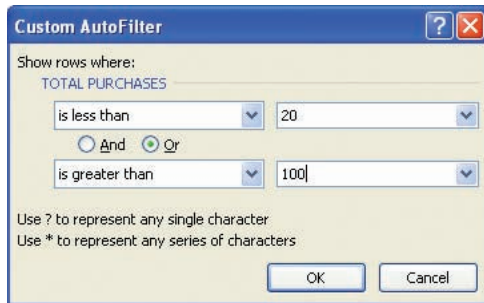 Custom AutoFilter
?
Show rows where:
TOTAL PURCHASES
is less than 20
And Or
is greater than 100
Use ? to represent any single character
Use * to represent any series of characters
OK Cancel